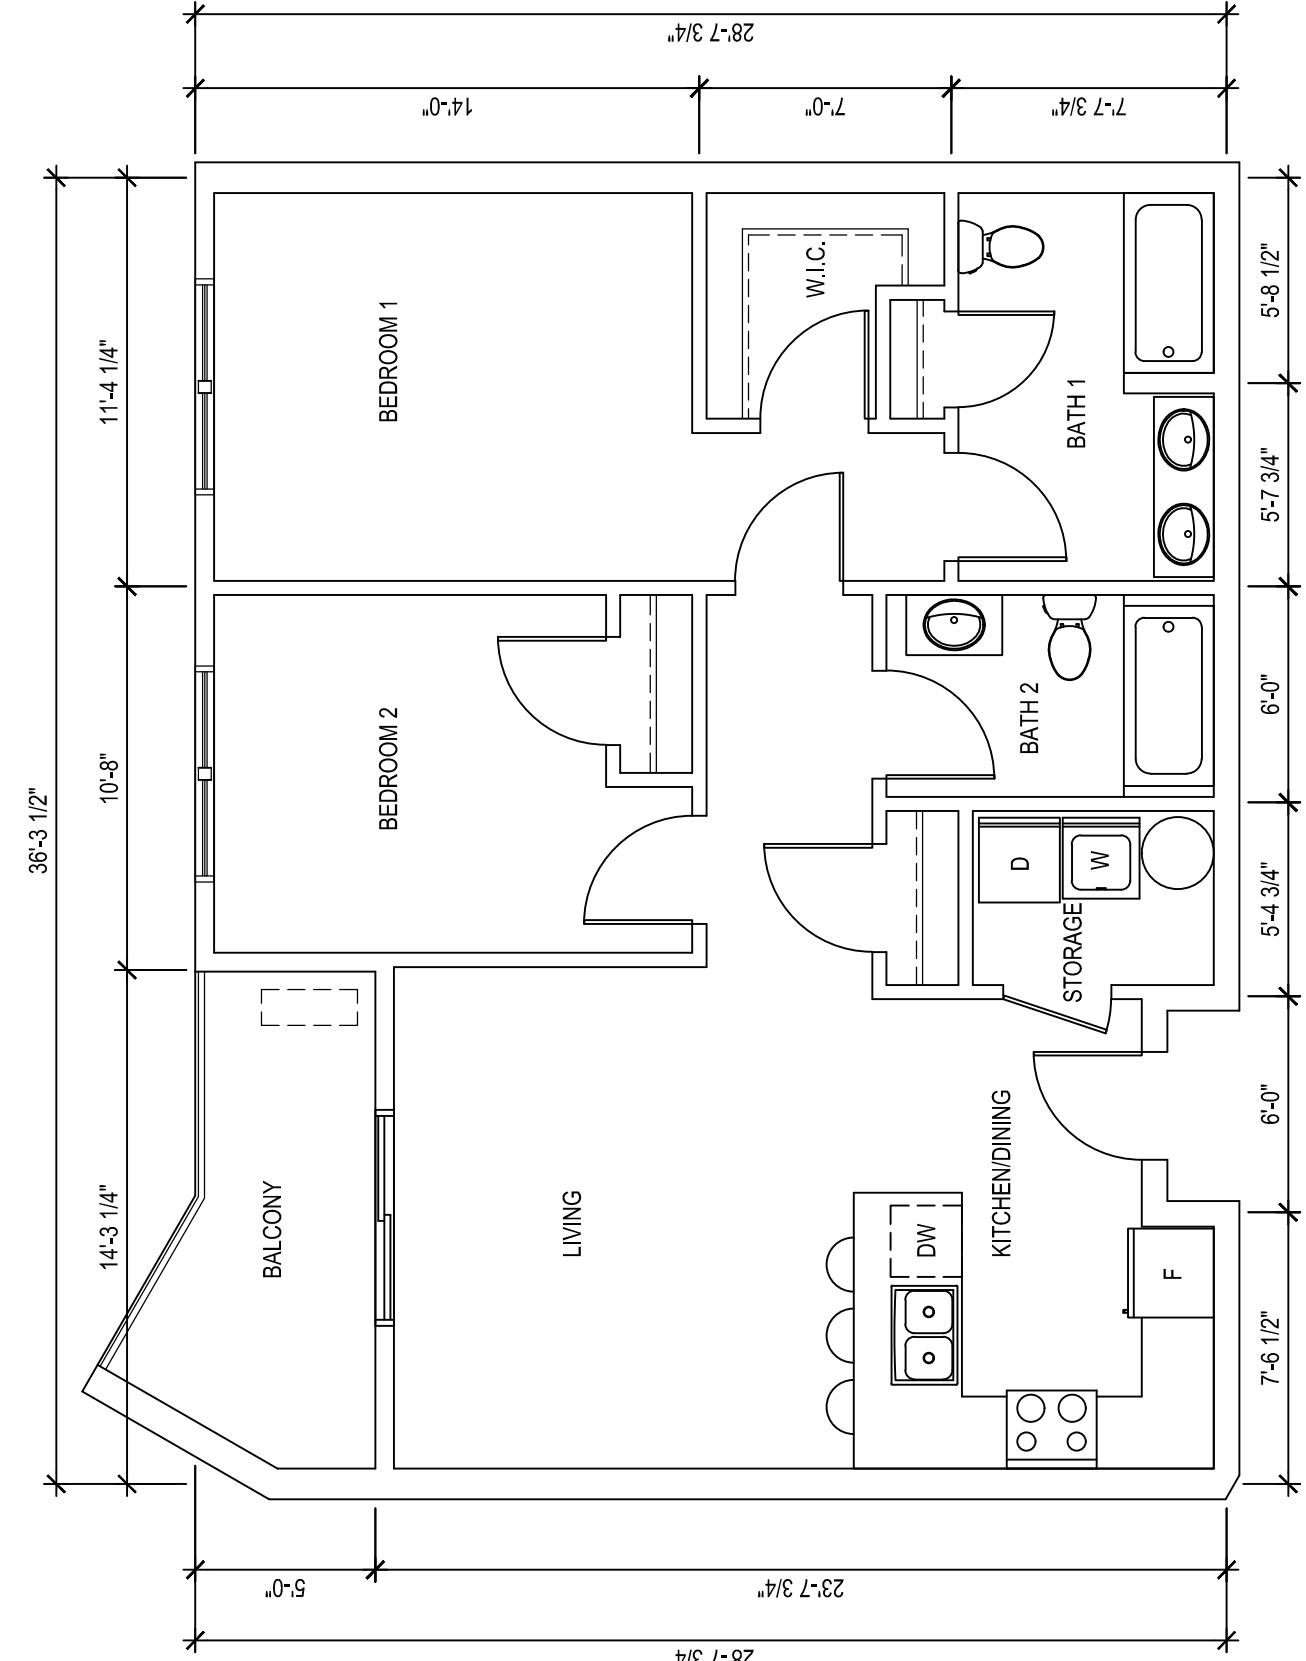 28'-7 3/4"
14'-0"
7'-0"
7'-7 3/4"
36'-3 1/2"
11'-4 1/4"
10'-8"
14'-3 1/4"
BEDROOM 1
W.I.C.
BATH 1
5'-8 1/2"
5'-7 3/4"
BEDROOM 2
BATH 2
6'-0"
D
W
STORAGE
5'-4 3/4"
BALCONY
LIVING
KITCHEN/DINING
DW
F
6'-0"
7'-6 1/2"
5'-0"
23'-7 3/4"
28'-7 3/4"